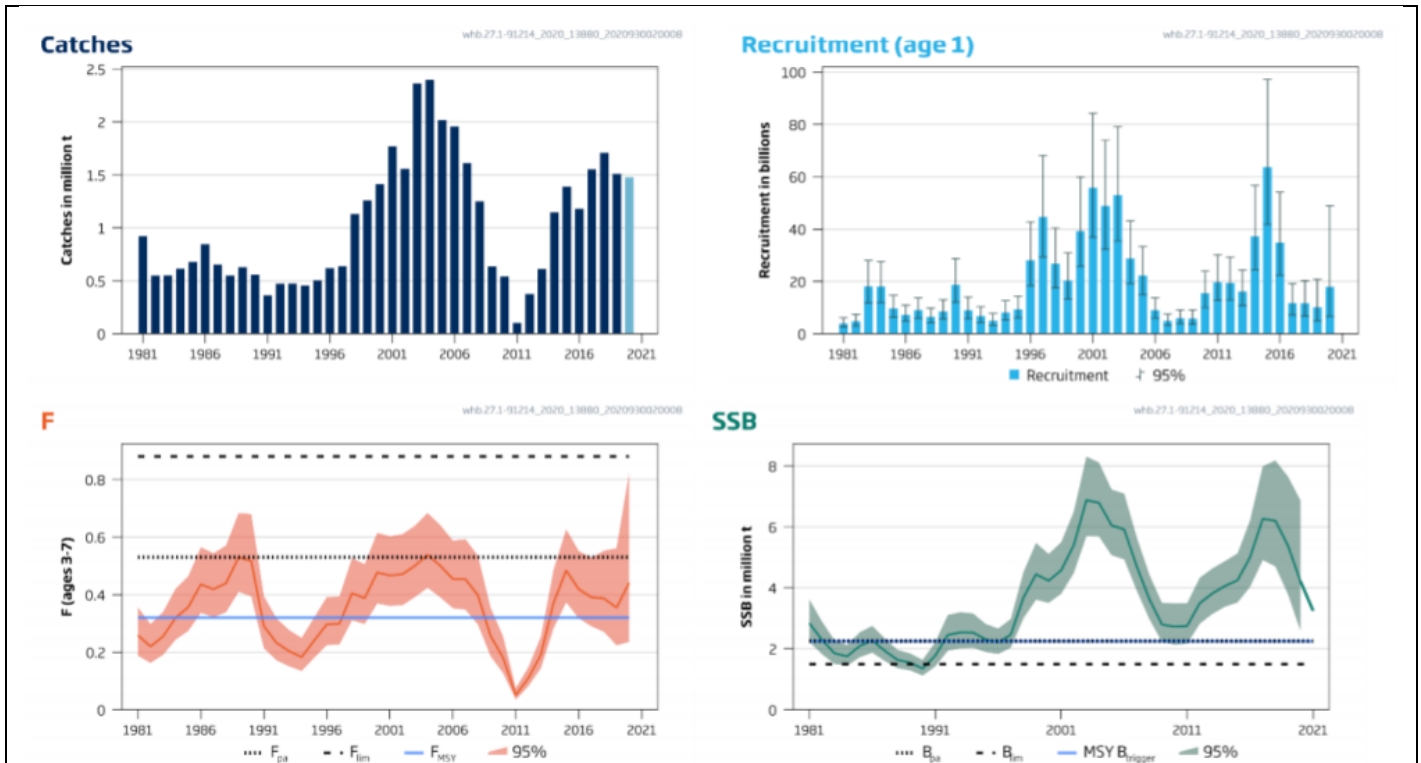 Catches
whb.27.1-91214_2020_13880_2020930020008
Catches in million t
2.5
2
1.5
1
0.5
0
1981 1986 1991 1996 2001 2006 2011 2016 2021
Recruitment (age 1)
whb.27.1-91214_2020_13880_2020930020008
Recruitment in billions
100
80
60
40
20
0
1981 1986 1991 1996 2001 2006 2011 2016 2021
Recruitment 95%
F
whb.27.1-91214_2020_13880_2020930020008
F (ages 3-7)
0.8
0.6
0.4
0.2
0
1981 1986 1991 1996 2001 2006 2011 2016 2021
Fpa Flim FMSY 95%
SSB
whb.27.1-91214_2020_13880_2020930020008
SSB in million t
8
6
4
2
0
1981 1991 2001 2011 2021
Bpa Blim MSY Btrigger 95%